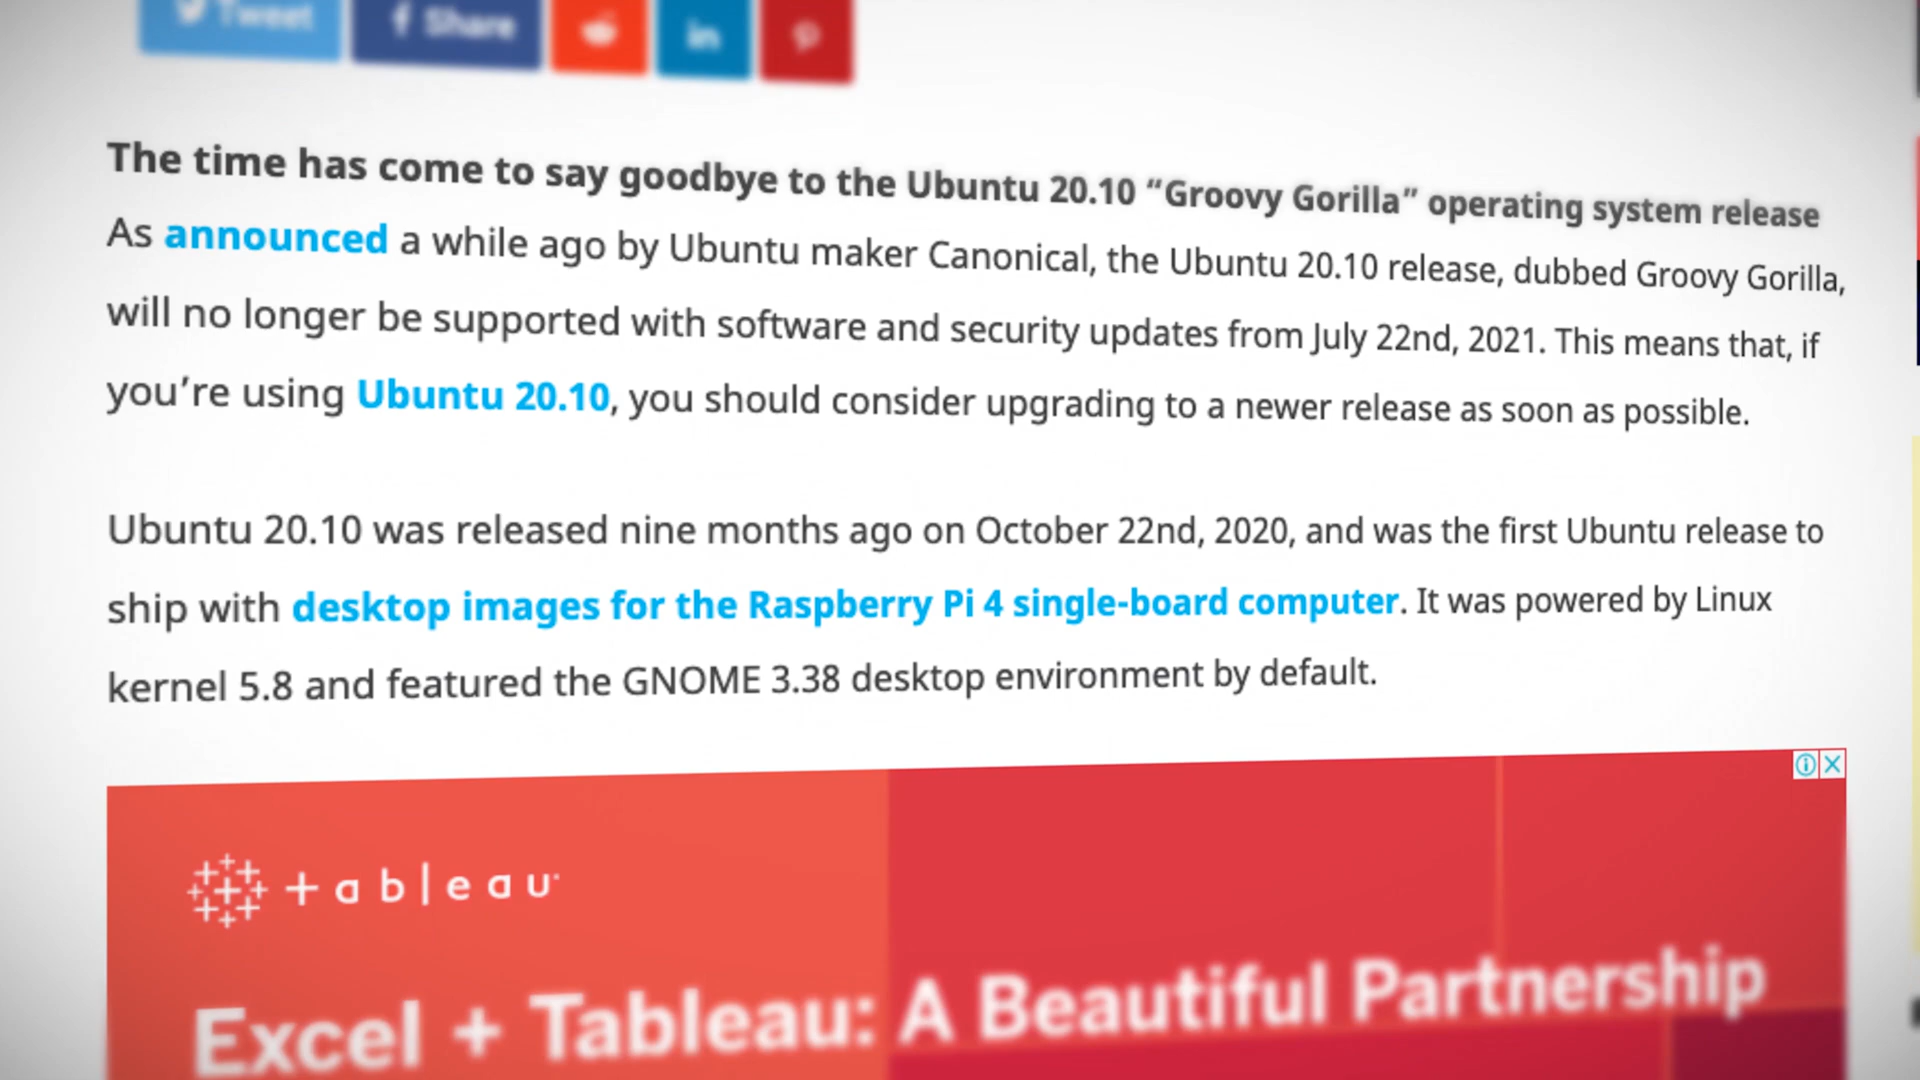 Tweet
Share
in
The time has come to say goodbye to the Ubuntu 20.10 “Groovy Gorilla” operating system release
As announced a while ago by Ubuntu maker Canonical, the Ubuntu 20.10 release, dubbed Groovy Gorilla,
will no longer be supported with software and security updates from July 22nd, 2021. This means that, if
you’re using Ubuntu 20.10, you should consider upgrading to a newer release as soon as possible.
Ubuntu 20.10 was released nine months ago on October 22nd, 2020, and was the first Ubuntu release to
ship with desktop images for the Raspberry Pi 4 single-board computer. It was powered by Linux
kernel 5.8 and featured the GNOME 3.38 desktop environment by default.
+ableau
Excel + Tableau: A Beautiful Partnership